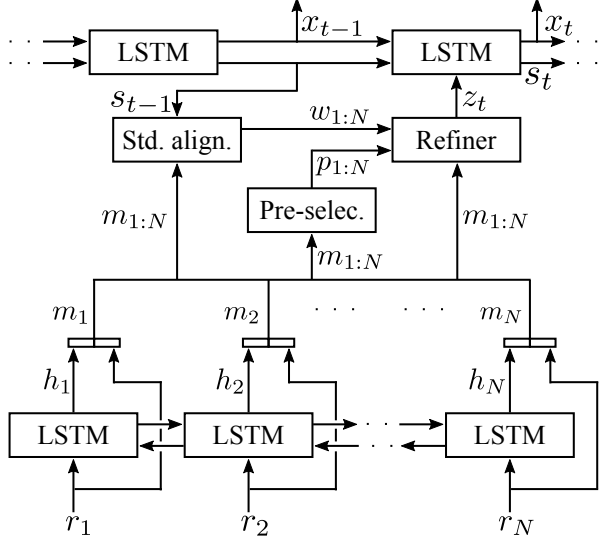 x_{t-1} x_t
· · LSTM LSTM · ·
· · s_t · ·
s_{t-1} z_t
w_{1:N}
Std. align. Refiner
p_{1:N}
Pre-selec.
m_{1:N} m_{1:N}
m_{1:N}
m_1 m_2 · · · · · · m_N
h_1 h_2 h_N
LSTM LSTM · · LSTM
· ·
r_1 r_2 r_N